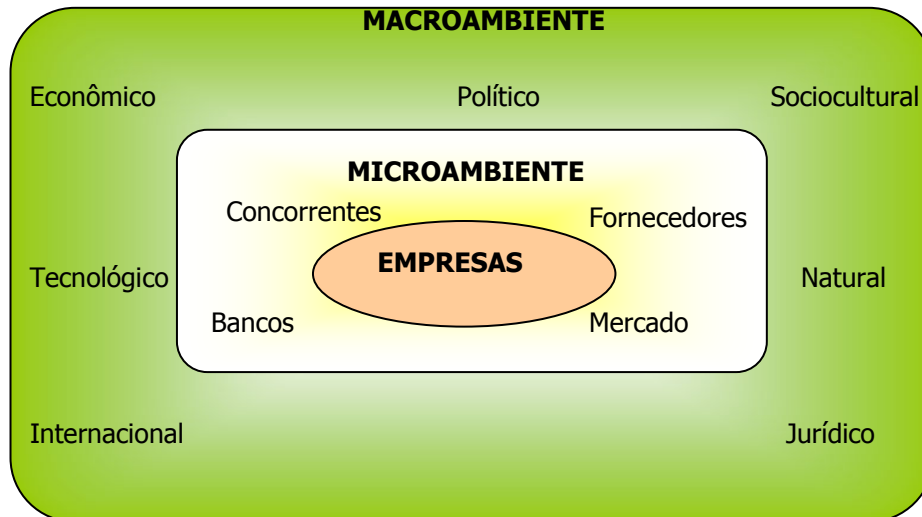 MACROAMBIENTE
Econômico Político Sociocultural
MICROAMBIENTE
Concorrentes Fornecedores
EMPRESAS
Tecnológico Natural
Bancos Mercado
Internacional Jurídico